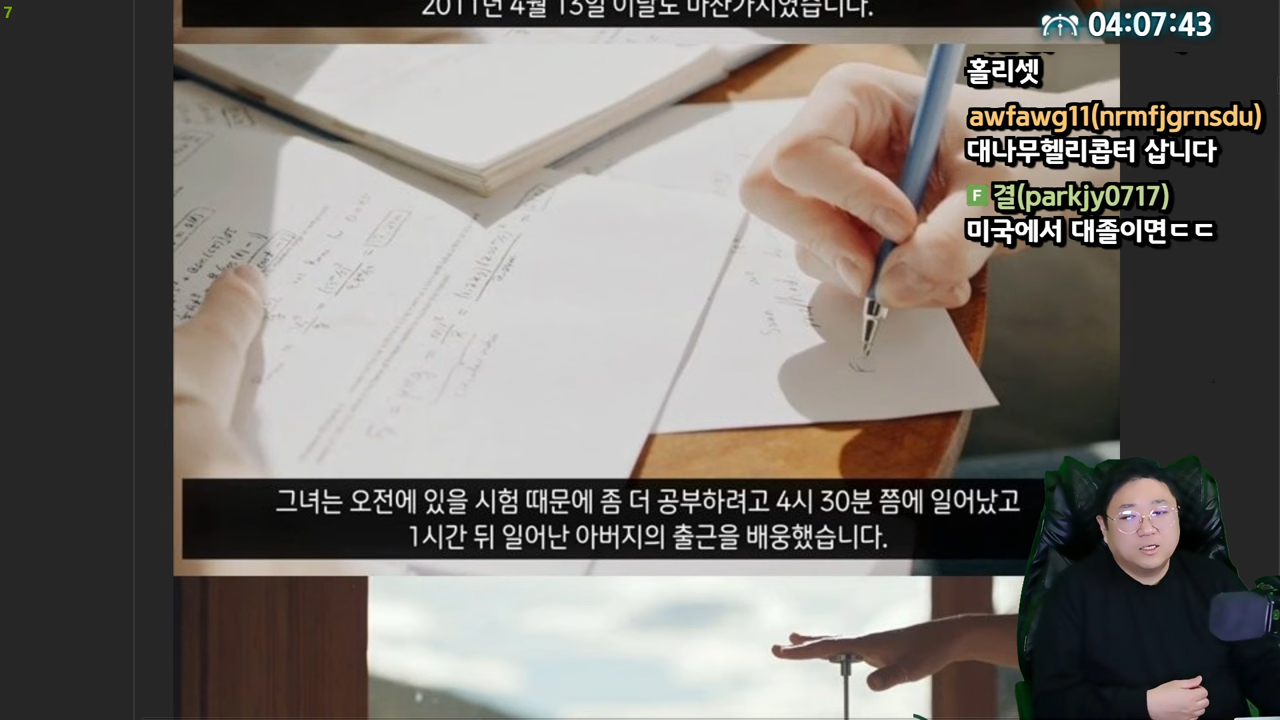 7
2011년 4월 13일 이날도 마찬가지였습니다.
04:07:43
홀리셋
awfawg11(nrmfjgrnsdu)
대나무헬리콥터 삽니다
F 결(parkjy0717)
미국에서 대졸이면ㄷㄷ
그녀는 오전에 있을 시험 때문에 좀 더 공부하려고 4시 30분 쯤에 일어났고
1시간 뒤 일어난 아버지의 출근을 배웅했습니다.